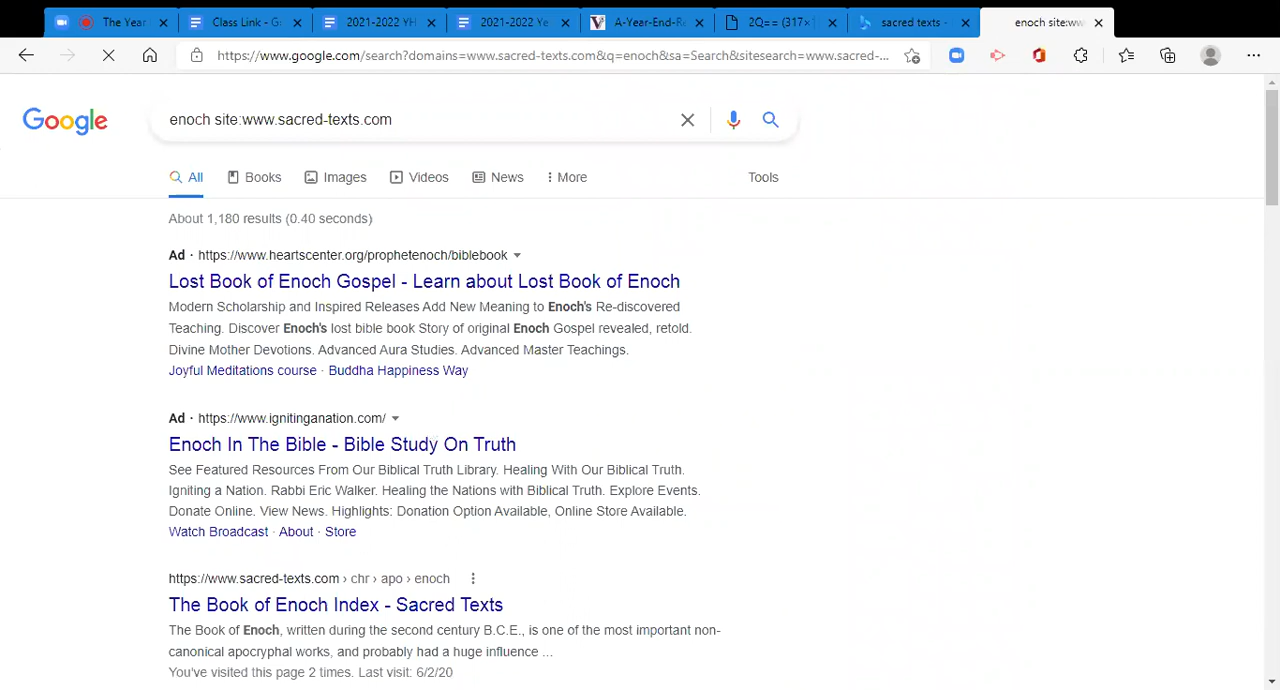 The Year
Class Link - G
2021-2022 YH
2021-2022 Ye
A-Year-End-R
2Q== (317×
sacred texts -
enoch site:ww
https://www.google.com/search?domains=www.sacred-texts.com&q=enoch&sa=Search&sitesearch=www.sacred-...
Google
enoch site:www.sacred-texts.com
All Books Images Videos News More Tools
About 1,180 results (0.40 seconds)
Ad · https://www.heartscenter.org/prophetenoch/biblebook
Lost Book of Enoch Gospel - Learn about Lost Book of Enoch
Modern Scholarship and Inspired Releases Add New Meaning to Enoch's Re-discovered
Teaching. Discover Enoch's lost bible book Story of original Enoch Gospel revealed, retold.
Divine Mother Devotions. Advanced Aura Studies. Advanced Master Teachings.
Joyful Meditations course · Buddha Happiness Way
Ad · https://www.ignitinganation.com/
Enoch In The Bible - Bible Study On Truth
See Featured Resources From Our Biblical Truth Library. Healing With Our Biblical Truth.
Igniting a Nation. Rabbi Eric Walker. Healing the Nations with Biblical Truth. Explore Events.
Donate Online. View News. Highlights: Donation Option Available, Online Store Available.
Watch Broadcast · About · Store
https://www.sacred-texts.com › chr › apo › enoch
The Book of Enoch Index - Sacred Texts
The Book of Enoch, written during the second century B.C.E., is one of the most important non-
canonical apocryphal works, and probably had a huge influence ...
You've visited this page 2 times. Last visit: 6/2/20